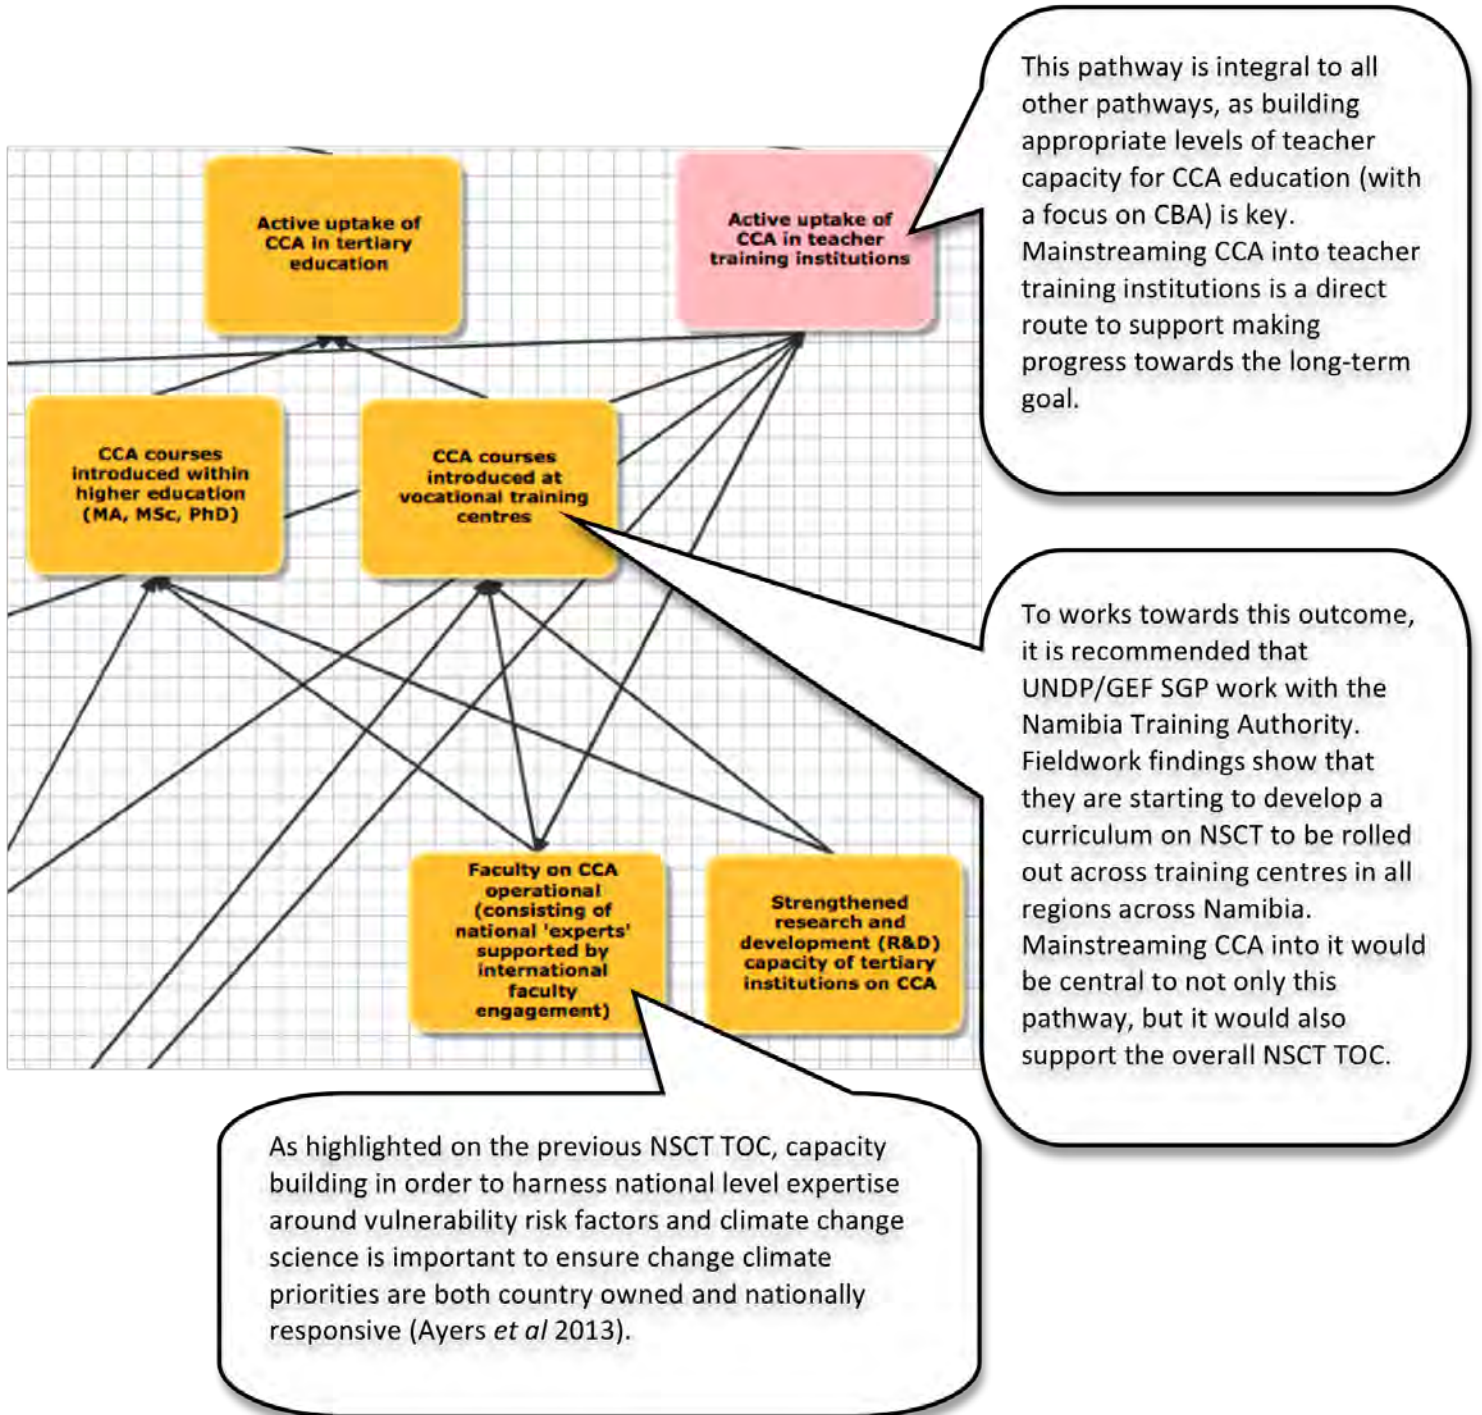 This pathway is integral to all
other pathways, as building
appropriate levels of teacher
capacity for CCA education (with
a focus on CBA) is key.
Mainstreaming CCA into teacher
training institutions is a direct
route to support making
progress towards the long-term
goal.
Active uptake of
CCA in tertiary
education
Active uptake of
CCA in teacher
training institutions
CCA courses
introduced within
higher education
(MA, MSc, PhD)
CCA courses
introduced at
vocational training
centres
To works towards this outcome,
it is recommended that
UNDP/GEF SGP work with the
Namibia Training Authority.
Fieldwork findings show that
they are starting to develop a
curriculum on NSCT to be rolled
out across training centres in all
regions across Namibia.
Mainstreaming CCA into it would
be central to not only this
pathway, but it would also
support the overall NSCT TOC.
Faculty on CCA
operational
(consisting of
national 'experts'
supported by
international
faculty
engagement)
Strengthened
research and
development (R&D)
capacity of tertiary
institutions on CCA
As highlighted on the previous NSCT TOC, capacity
building in order to harness national level expertise
around vulnerability risk factors and climate change
science is important to ensure change climate
priorities are both country owned and nationally
responsive (Ayers et al 2013).